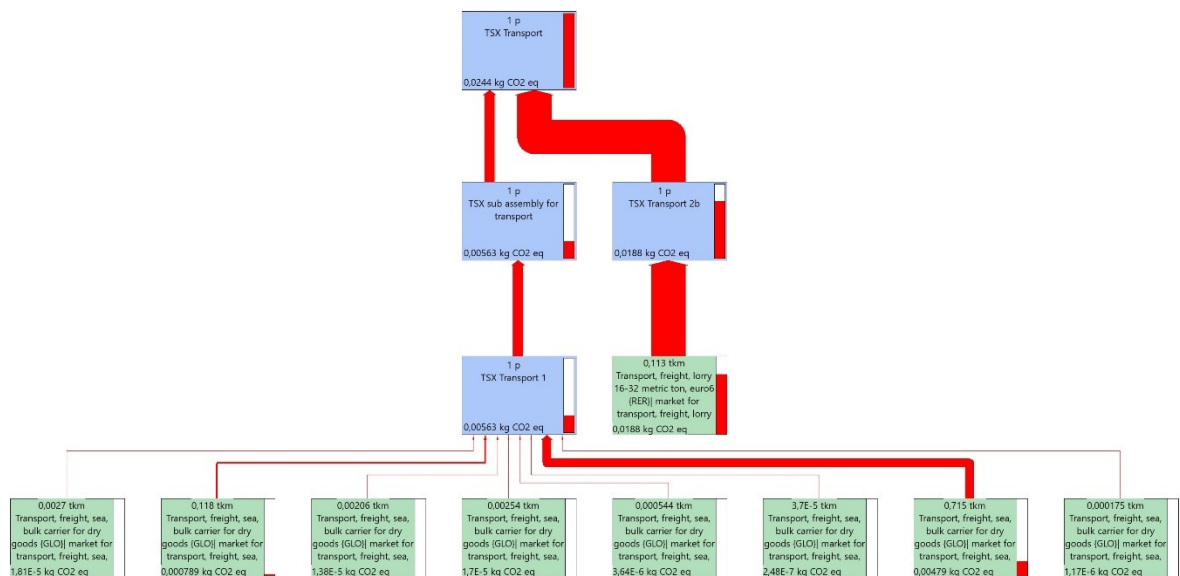 1 p
TSX Transport
0,0244 kg CO2 eq
1 p
TSX sub assembly for
transport
0,00563 kg CO2 eq
1 p
TSX Transport 2b
0,0188 kg CO2 eq
1 p
TSX Transport 1
0,00563 kg CO2 eq
0,113 tkm
Transport, freight, lorry
16-32 metric ton, euro6
{RER}| market for
transport, freight, lorry
0,0188 kg CO2 eq
0,0027 tkm
Transport, freight, sea,
bulk carrier for dry
goods {GLO}| market for
transport, freight, sea,
1,81E-5 kg CO2 eq
0,118 tkm
Transport, freight, sea,
bulk carrier for dry
goods {GLO}| market for
transport, freight, sea,
0,000789 kg CO2 eq
0,00206 tkm
Transport, freight, sea,
bulk carrier for dry
goods {GLO}| market for
transport, freight, sea,
1,38E-5 kg CO2 eq
0,00254 tkm
Transport, freight, sea,
bulk carrier for dry
goods {GLO}| market for
transport, freight, sea,
1,7E-5 kg CO2 eq
0,000544 tkm
Transport, freight, sea,
bulk carrier for dry
goods {GLO}| market for
transport, freight, sea,
3,64E-6 kg CO2 eq
3,7E-5 tkm
Transport, freight, sea,
bulk carrier for dry
goods {GLO}| market for
transport, freight, sea,
2,48E-7 kg CO2 eq
0,715 tkm
Transport, freight, sea,
bulk carrier for dry
goods {GLO}| market for
transport, freight, sea,
0,00479 kg CO2 eq
0,000175 tkm
Transport, freight, sea,
bulk carrier for dry
goods {GLO}| market for
transport, freight, sea,
1,17E-6 kg CO2 eq